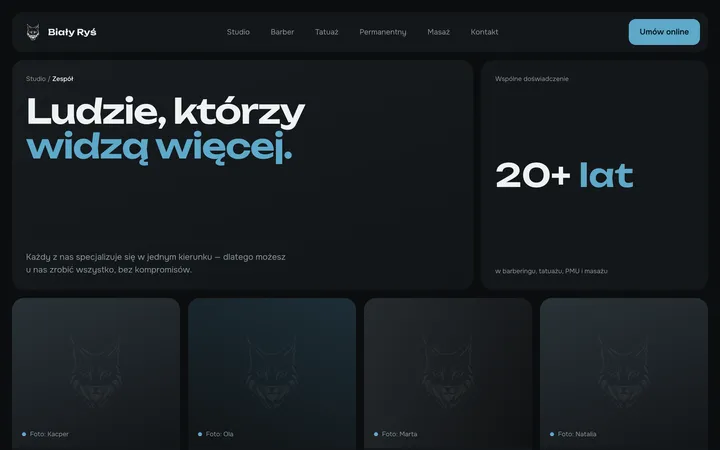 Biały Ryś
Studio
Barber
Tatuaż
Permanentny
Masaż
Kontakt
Umów online
Studio / Zespół
Ludzie, którzy
widzą więcej.
Każdy z nas specjalizuje się w jednym kierunku — dlatego możesz
u nas zrobić wszystko, bez kompromisów.
Wspólne doświadczenie
20+ lat
w barberingu, tatuażu, PMU i masażu
Foto: Kacper
Foto: Ola
Foto: Marta
Foto: Natalia